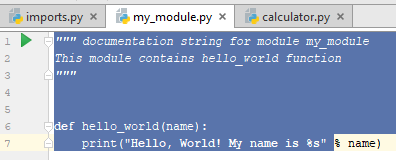 imports.py my_module.py calculator.py
1 """ documentation string for module my_module
2 This module contains hello_world function
3 """
4
5
6 def hello_world(name):
7 print("Hello, World! My name is %s" % name)